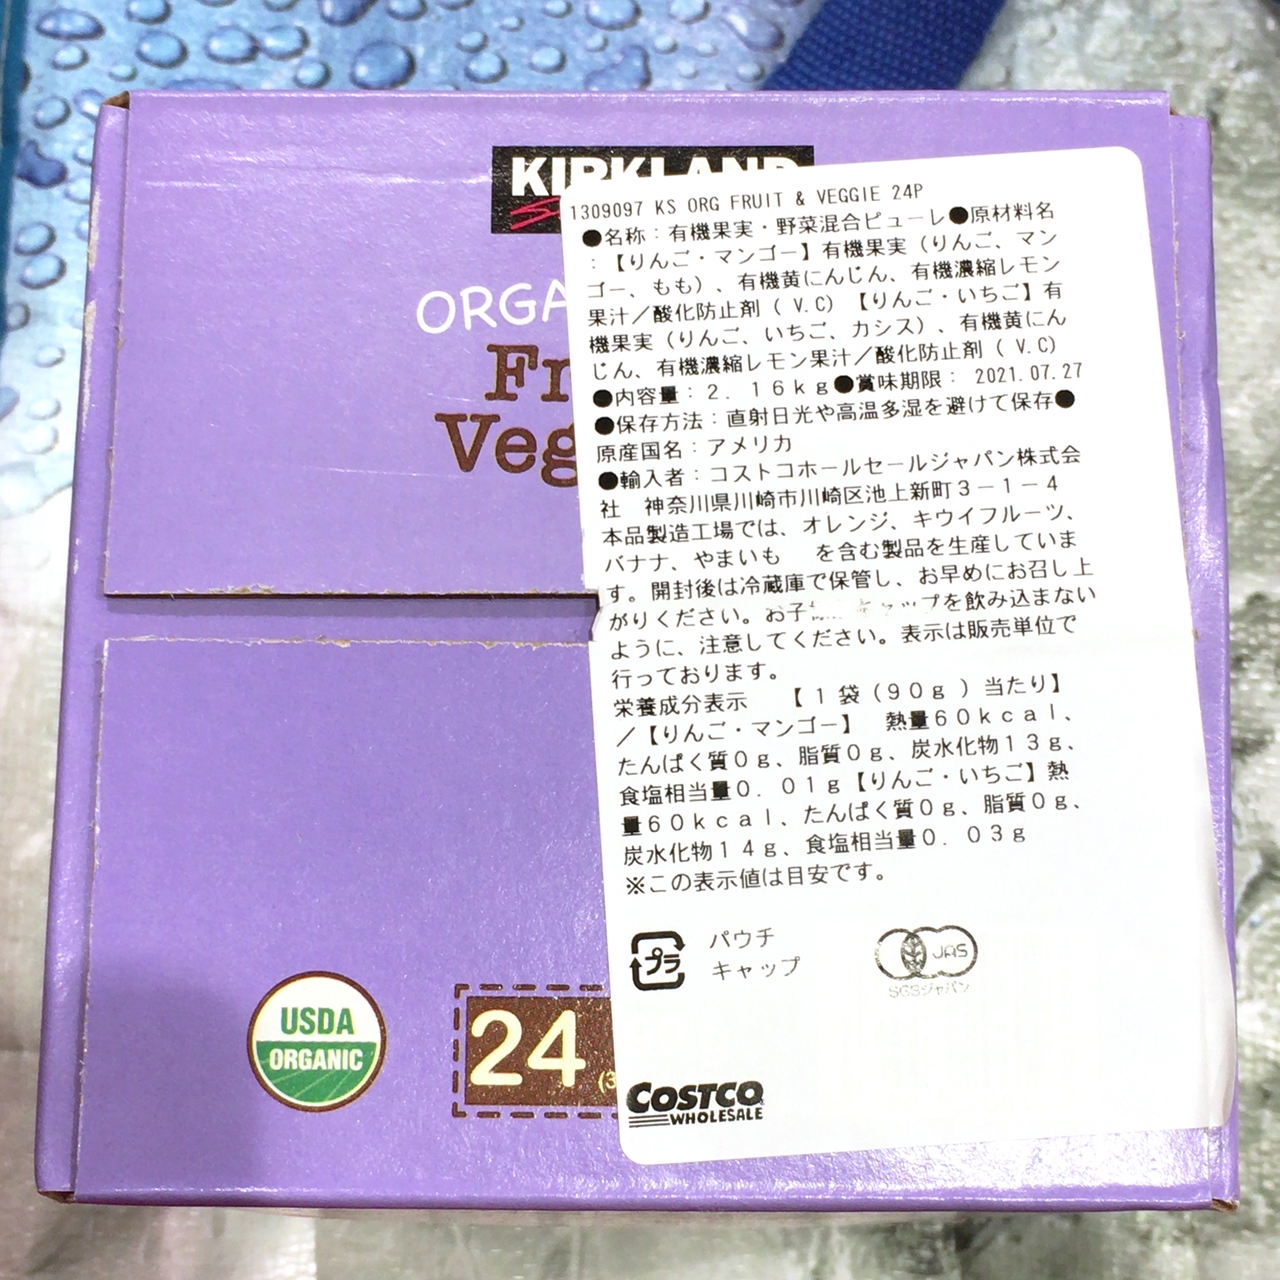 KIRKLAND
ORGA
Fr
Veg
1309097 KS ORG FRUIT & VEGGIE 24P
●名称：有機果実・野菜混合ピューレ●原材料名
：【りんご・マンゴー】有機果実（りんご、マン
ゴー、もも）、有機黄にんじん、有機濃縮レモン
果汁／酸化防止剤（V.C）【りんご・いちご】有
機果実（りんご、いちご、カシス）、有機黄にん
じん、有機濃縮レモン果汁／酸化防止剤（V.C）
●内容量：２．１６ｋｇ●賞味期限： 2021.07.27
●保存方法：直射日光や高温多湿を避けて保存●
原産国名：アメリカ
●輸入者：コストコホールセールジャパン株式会
社　神奈川県川崎市川崎区池上新町３－１－４
本品製造工場では、オレンジ、キウイフルーツ、
バナナ、やまいも　を含む製品を生産していま
す。開封後は冷蔵庫で保管し、お早めにお召し上
がりください。お子様がキャップを飲み込まない
ように、注意してください。表示は販売単位で
行っております。
栄養成分表示　【１袋（９０ｇ）当たり】
／【りんご・マンゴー】　熱量６０ｋｃａｌ、
たんぱく質０ｇ、脂質０ｇ、炭水化物１３ｇ、
食塩相当量０．０１ｇ【りんご・いちご】熱
量６０ｋｃａｌ、たんぱく質０ｇ、脂質０ｇ、
炭水化物１４ｇ、食塩相当量０．０３ｇ
※この表示値は目安です。
プラ
パウチ
キャップ
JAS
SGSジャパン
USDA
ORGANIC
24
(3
COSTCO
WHOLESALE